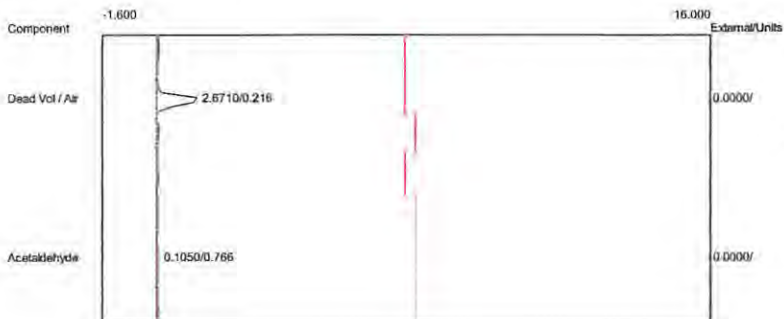 -1.600 16.000
Component External/Units
Dead Vol / Air 2.6710/0.216 0.0000/
Acetaldehyde 0.1050/0.766 0.0000/